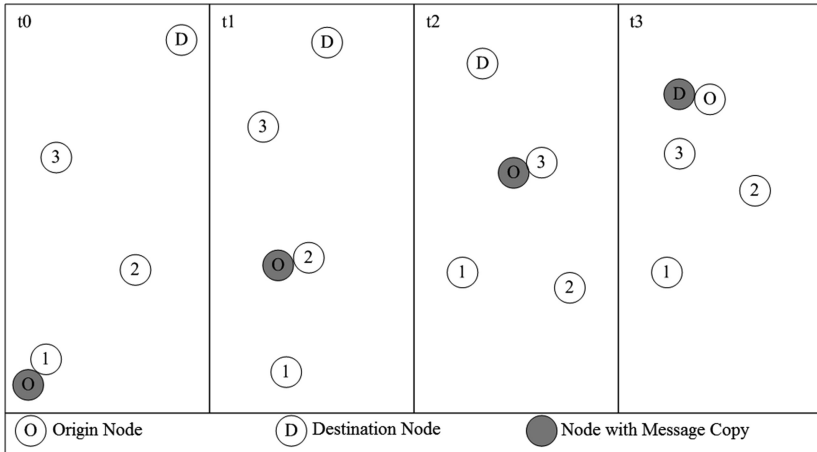 t0
D
3
2
1
O
t1
D
3
O 2
1
t2
D
O 3
1
2
t3
D O
3
2
1
O Origin Node
D Destination Node
Node with Message Copy